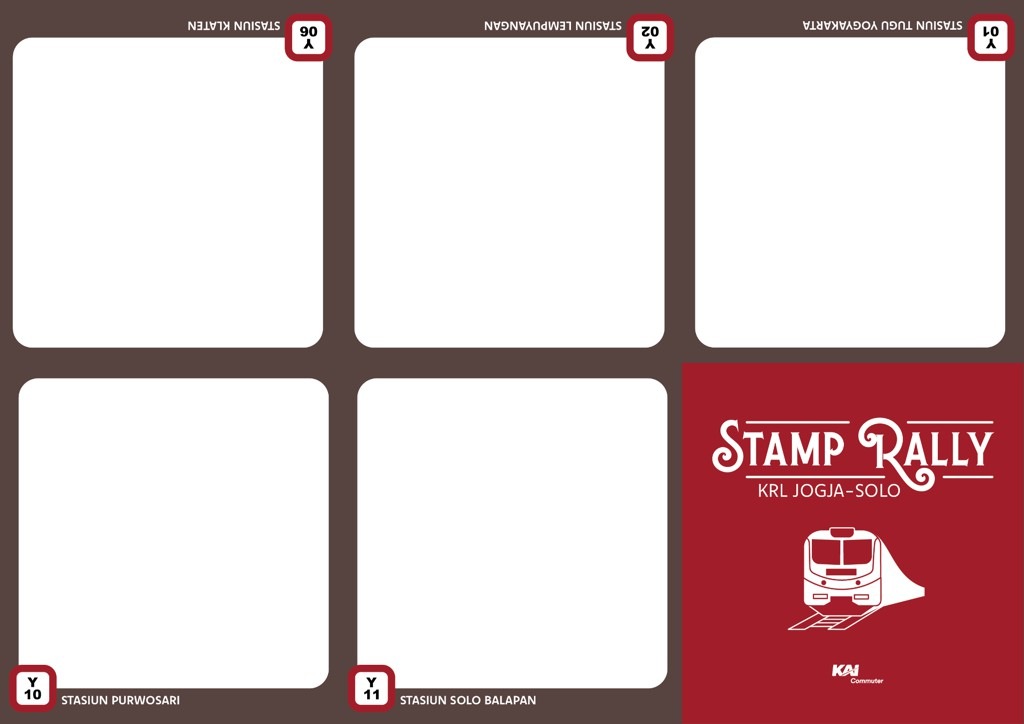 STASIUN KLATEN
Y
06
STASIUN LEMPUYANGAN
Y
02
STASIUN TUGU YOGYAKARTA
Y
01
STAMP RALLY
KRL JOGJA-SOLO
KAI
Commuter
Y
10
STASIUN PURWOSARI
Y
11
STASIUN SOLO BALAPAN